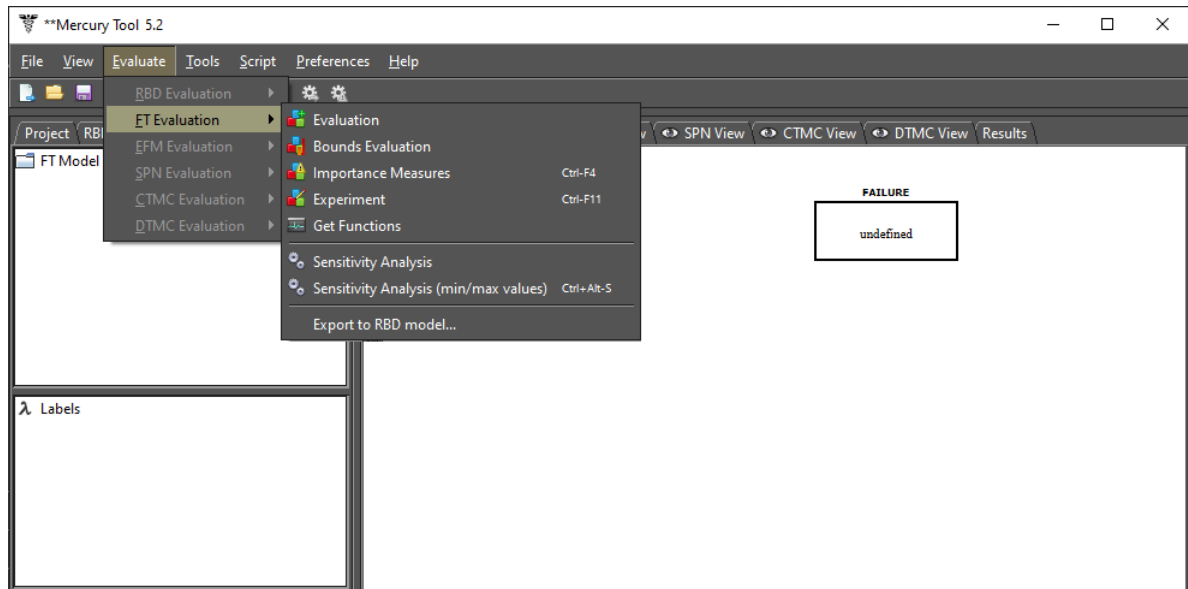 **Mercury Tool 5.2
File View Evaluate Tools Script Preferences Help
RBD Evaluation
FT Evaluation
EFM Evaluation
SPN Evaluation
CTMC Evaluation
DTMC Evaluation
Evaluation
Bounds Evaluation
Importance Measures Ctrl-F4
Experiment Ctrl-F11
Get Functions
Sensitivity Analysis
Sensitivity Analysis (min/max values) Ctrl+Alt-S
Export to RBD model...
Project SPN View CTMC View DTMC View Results
FT Model
FAILURE
undefined
λ Labels